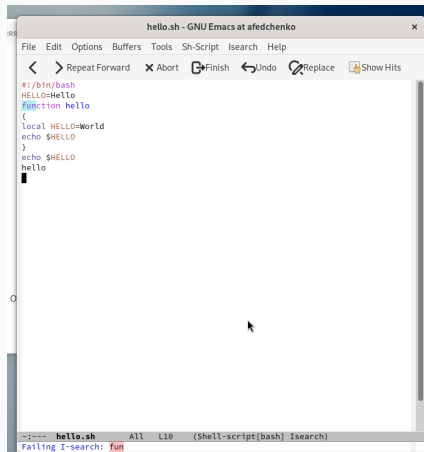 hello.sh - GNU Emacs at afedchenko
File Edit Options Buffers Tools Sh-Script Isearch Help
Repeat Forward Abort Finish Undo Replace Show Hits
#!/bin/bash
HELLO=Hello
function hello
{
local HELLO=World
echo $HELLO
}
echo $HELLO
hello
-:--- hello.sh All L10 (Shell-script[bash] Isearch)
Failing I-search: fun